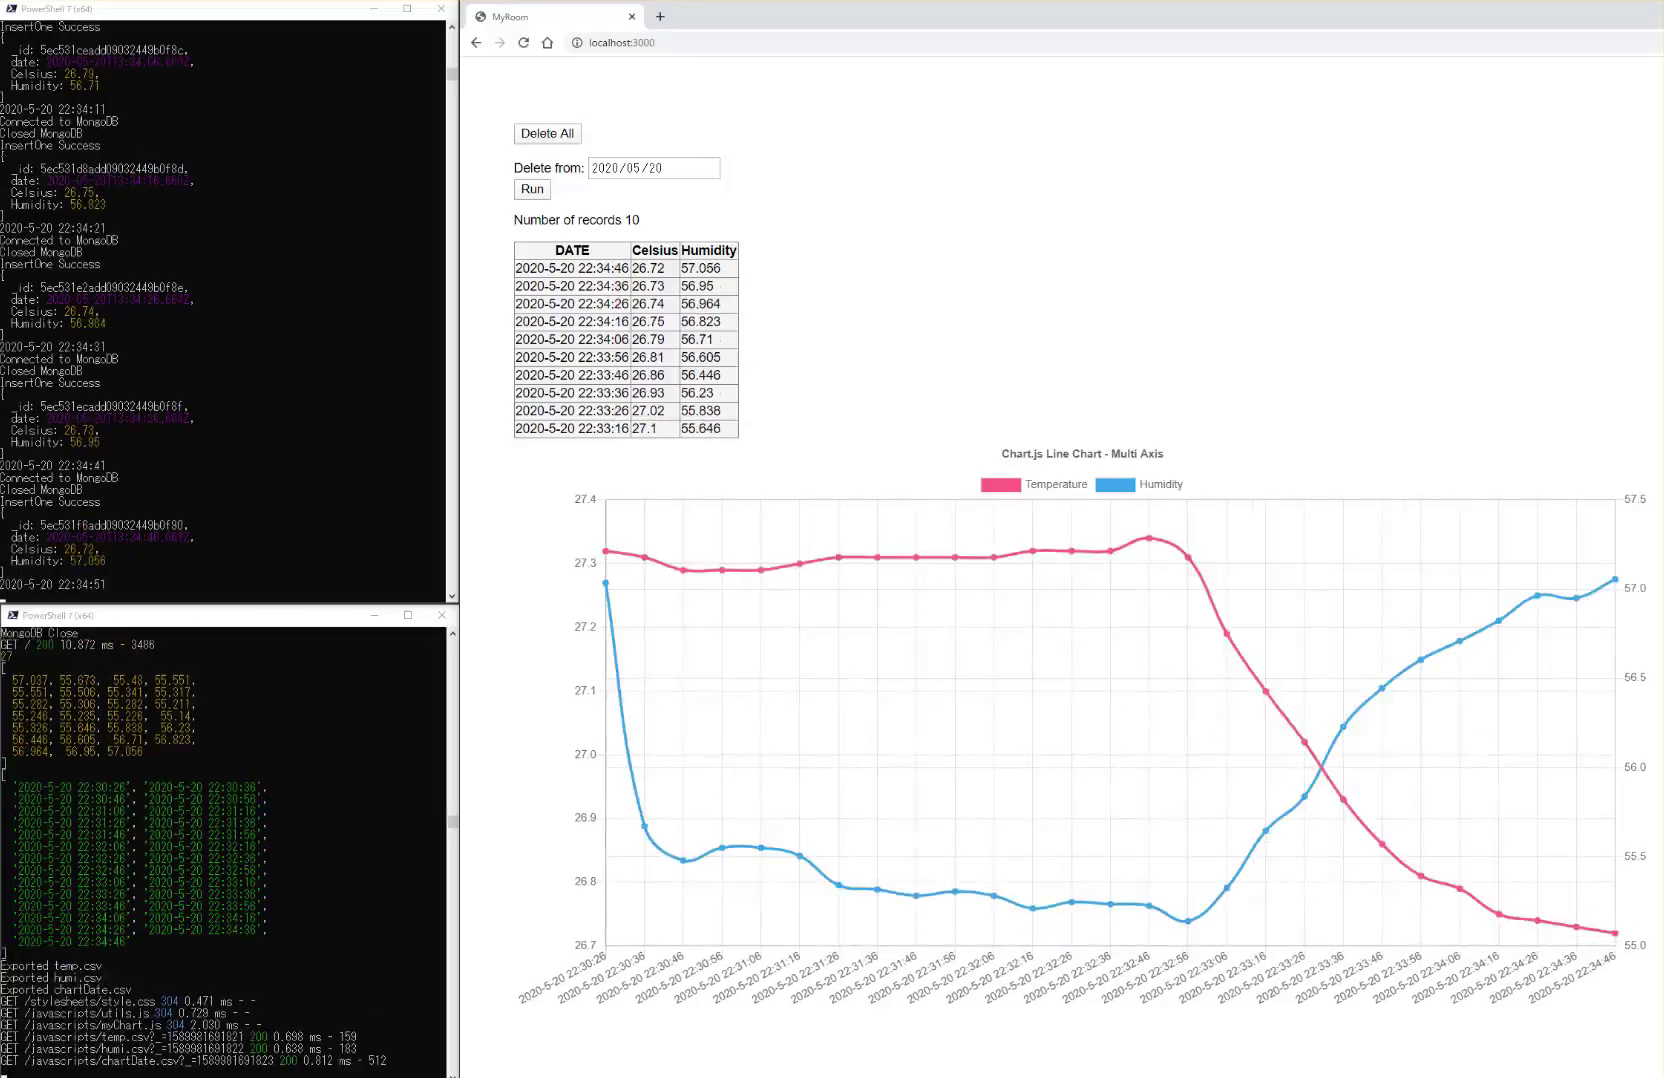 PowerShell 7 (x64)
InsertOne Success
{
_id: 5ec531ceadd09032449b0f8c,
date: 2020-05-20T13:34:06.669Z,
Celsius: 26.79,
Humidity: 56.71
}
2020-5-20 22:34:11
Connected to MongoDB
Closed MongoDB
InsertOne Success
{
_id: 5ec531d8add09032449b0f8d,
date: 2020-05-20T13:34:16.660Z,
Celsius: 26.75,
Humidity: 56.823
}
2020-5-20 22:34:21
Connected to MongoDB
Closed MongoDB
InsertOne Success
{
_id: 5ec531e2add09032449b0f8e,
date: 2020-05-20T13:34:26.664Z,
Celsius: 26.74,
Humidity: 56.964
}
2020-5-20 22:34:31
Connected to MongoDB
Closed MongoDB
InsertOne Success
{
_id: 5ec531ecadd09032449b0f8f,
date:
Celsius: 26.73,
Humidity: 56.95
}
2020-5-20 22:34:41
Connected to MongoDB
Closed MongoDB
InsertOne Success
{
_id: 5ec531f6add09032449b0f90,
date:
Celsius: 26.72,
Humidity: 57.056
}
2020-5-20 22:34:51
PowerShell 7 (x64)
MongoDB Close
GET / 200 10.872 ms - 3486
27
[
57.037, 55.673, 55.48, 55.551,
55.551, 55.506, 55.341, 55.317,
55.282, 55.306, 55.282, 55.211,
55.246, 55.235, 55.226, 55.14,
55.326, 55.646, 55.838, 56.23,
56.446, 56.605, 56.71, 56.823,
56.964, 56.95, 57.056
]
[
'2020-5-20 22:30:26', '2020-5-20 22:30:36',
'2020-5-20 22:30:46', '2020-5-20 22:30:56',
'2020-5-20 22:31:06', '2020-5-20 22:31:16',
'2020-5-20 22:31:26', '2020-5-20 22:31:36',
'2020-5-20 22:31:46', '2020-5-20 22:31:56',
'2020-5-20 22:32:06', '2020-5-20 22:32:16',
'2020-5-20 22:32:26', '2020-5-20 22:32:36',
'2020-5-20 22:32:46', '2020-5-20 22:32:56',
'2020-5-20 22:33:06', '2020-5-20 22:33:16',
'2020-5-20 22:33:26', '2020-5-20 22:33:36',
'2020-5-20 22:33:46', '2020-5-20 22:33:56',
'2020-5-20 22:34:06', '2020-5-20 22:34:16',
'2020-5-20 22:34:26', '2020-5-20 22:34:36',
'2020-5-20 22:34:46'
]
Exported temp.csv
Exported humi.csv
Exported chartDate.csv
GET /stylesheets/style.css 304 0.471 ms - -
GET /javascripts/utils.js 304 0.729 ms - -
GET /javascripts/myChart.js 304 2.030 ms - -
GET /javascripts/temp.csv?_=1589981691821 200 0.698 ms - 159
GET /javascripts/humi.csv?_=1589981691822 200 0.638 ms - 183
GET /javascripts/chartDate.csv?_=1589981691823 200 0.812 ms - 512
MyRoom
localhost:3000
Delete All
Delete from: 2020/05/20
Run
Number of records 10
DATE Celsius Humidity
2020-5-20 22:34:46 26.72 57.056
2020-5-20 22:34:36 26.73 56.95
2020-5-20 22:34:26 26.74 56.964
2020-5-20 22:34:16 26.75 56.823
2020-5-20 22:34:06 26.79 56.71
2020-5-20 22:33:56 26.81 56.605
2020-5-20 22:33:46 26.86 56.446
2020-5-20 22:33:36 26.93 56.23
2020-5-20 22:33:26 27.02 55.838
2020-5-20 22:33:16 27.1 55.646
Chart.js Line Chart - Multi Axis
Temperature Humidity
27.4
27.3
27.2
27.1
27.0
26.9
26.8
26.7
57.5
57.0
56.5
56.0
55.5
55.0
2020-5-20 22:30:26
2020-5-20 22:30:36
2020-5-20 22:30:46
2020-5-20 22:30:56
2020-5-20 22:31:06
2020-5-20 22:31:16
2020-5-20 22:31:26
2020-5-20 22:31:36
2020-5-20 22:31:46
2020-5-20 22:31:56
2020-5-20 22:32:06
2020-5-20 22:32:16
2020-5-20 22:32:26
2020-5-20 22:32:36
2020-5-20 22:32:46
2020-5-20 22:32:56
2020-5-20 22:33:06
2020-5-20 22:33:16
2020-5-20 22:33:26
2020-5-20 22:33:36
2020-5-20 22:33:46
2020-5-20 22:33:56
2020-5-20 22:34:06
2020-5-20 22:34:16
2020-5-20 22:34:26
2020-5-20 22:34:36
2020-5-20 22:34:46